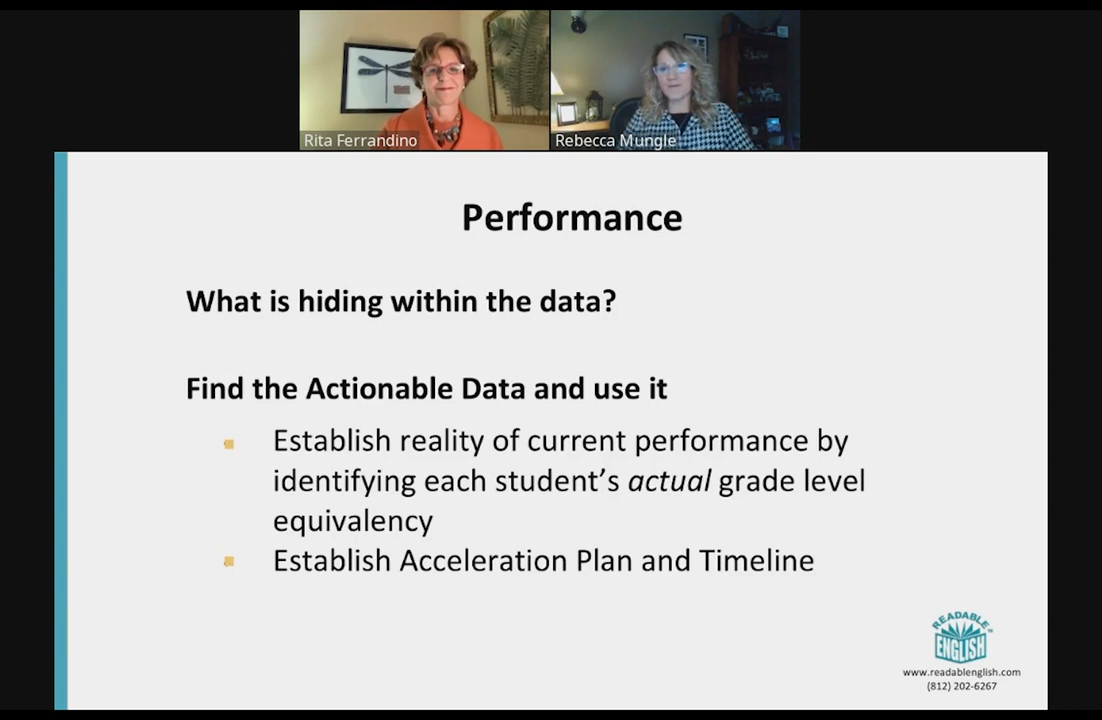 Rita Ferrandino
Rebecca Mungle
Performance
What is hiding within the data?
Find the Actionable Data and use it
Establish reality of current performance by
identifying each student’s actual grade level
equivalency
Establish Acceleration Plan and Timeline
READABLE
ENGLISH
www.readablenglish.com
(812) 202-6267